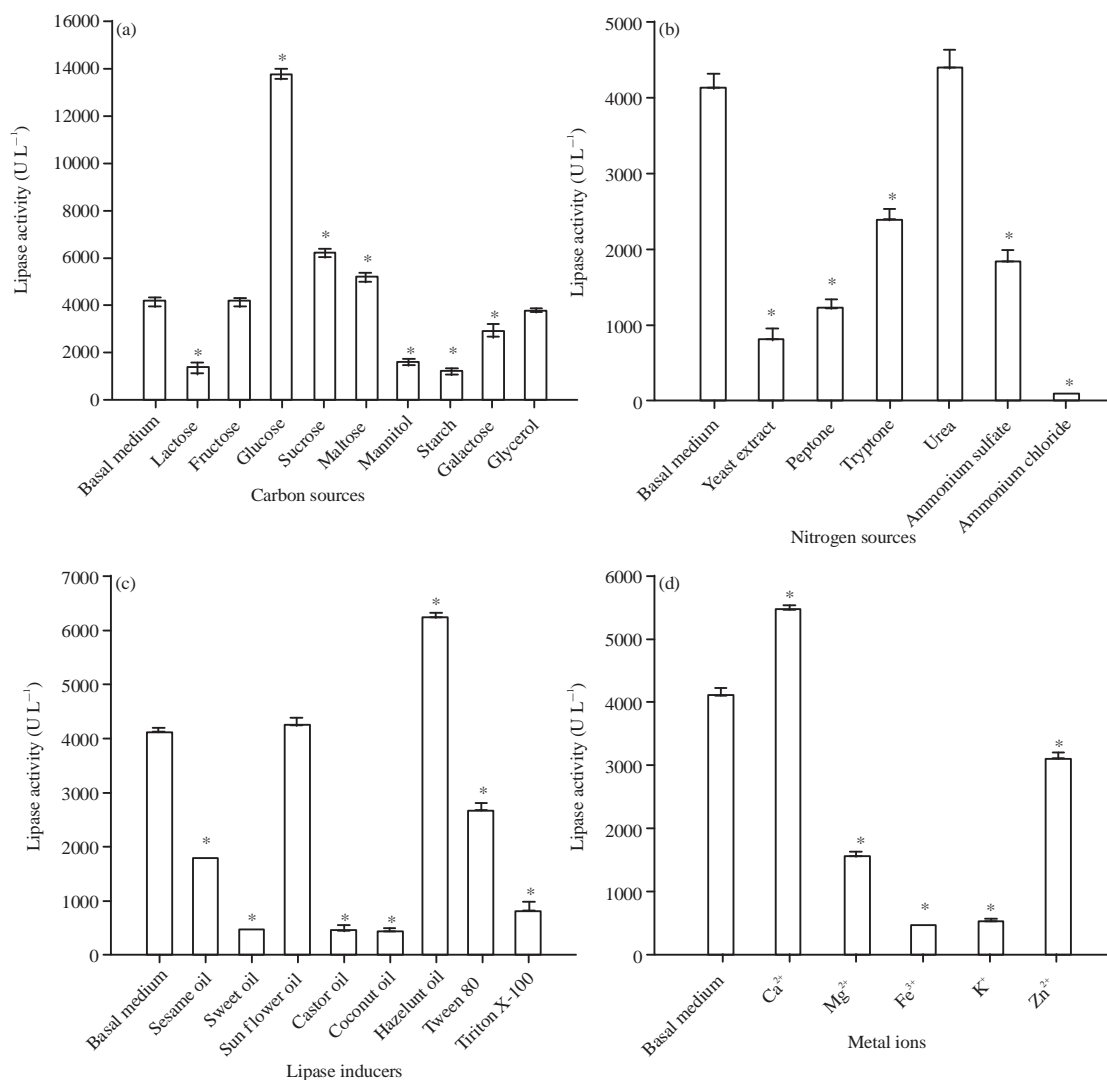 (a)
16000
14000
12000
10000
8000
6000
4000
2000
0
Lipase activity (U L⁻¹)
*
*
*
*
*
*
*
Basal medium
Lactose
Fructose
Glucose
Sucrose
Maltose
Mannitol
Starch
Galactose
Glycerol
Carbon sources
(b)
5000
4000
3000
2000
1000
0
Lipase activity (U L⁻¹)
*
*
*
*
*
Basal medium
Yeast extract
Peptone
Tryptone
Urea
Ammonium sulfate
Ammonium chloride
Nitrogen sources
(c)
7000
6000
5000
4000
3000
2000
1000
0
Lipase activity (U L⁻¹)
*
*
*
*
*
*
*
Basal medium
Sesame oil
Sweet oil
Sun flower oil
Castor oil
Coconut oil
Hazelunt oil
Tween 80
Tiriton X-100
Lipase inducers
(d)
6000
5000
4000
3000
2000
1000
0
Lipase activity (U L⁻¹)
*
*
*
*
*
Basal medium
Ca²⁺
Mg²⁺
Fe³⁺
K⁺
Zn²⁺
Metal ions